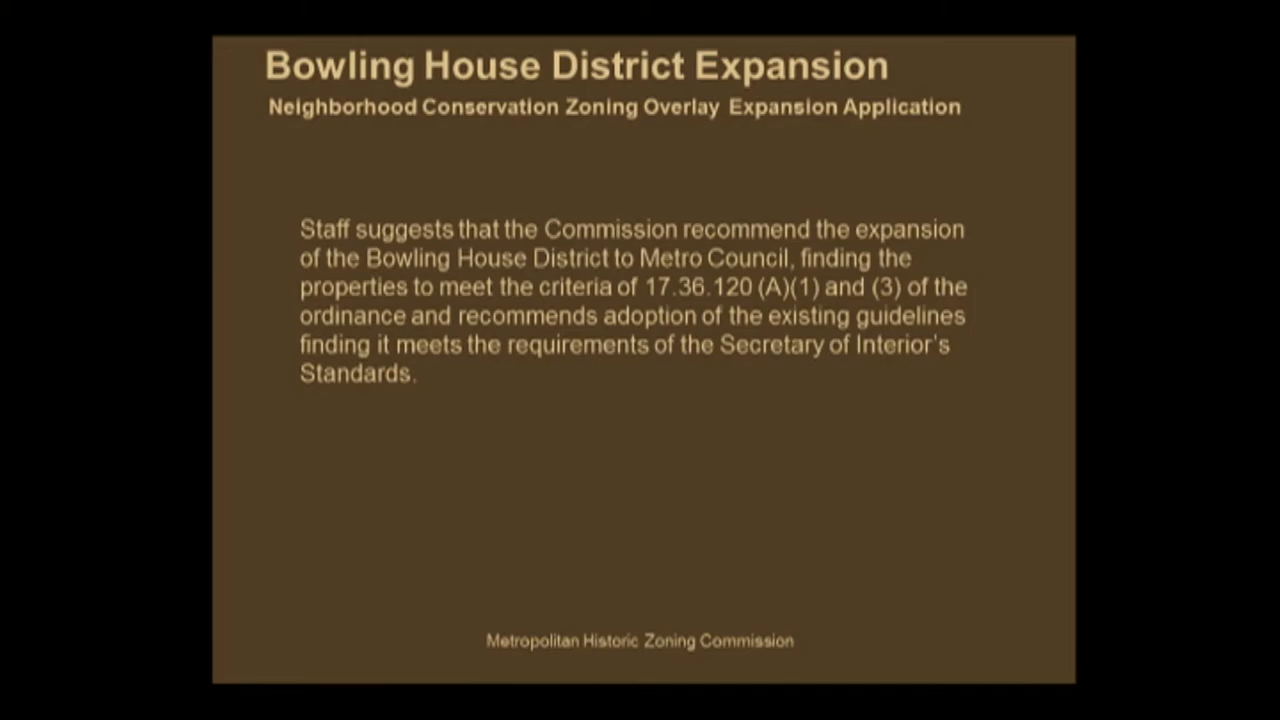 Bowling House District Expansion
Neighborhood Conservation Zoning Overlay Expansion Application
Staff suggests that the Commission recommend the expansion
of the Bowling House District to Metro Council, finding the
properties to meet the criteria of 17.36.120 (A)(1) and (3) of the
ordinance and recommends adoption of the existing guidelines
finding it meets the requirements of the Secretary of Interior's
Standards.
Metropolitan Historic Zoning Commission